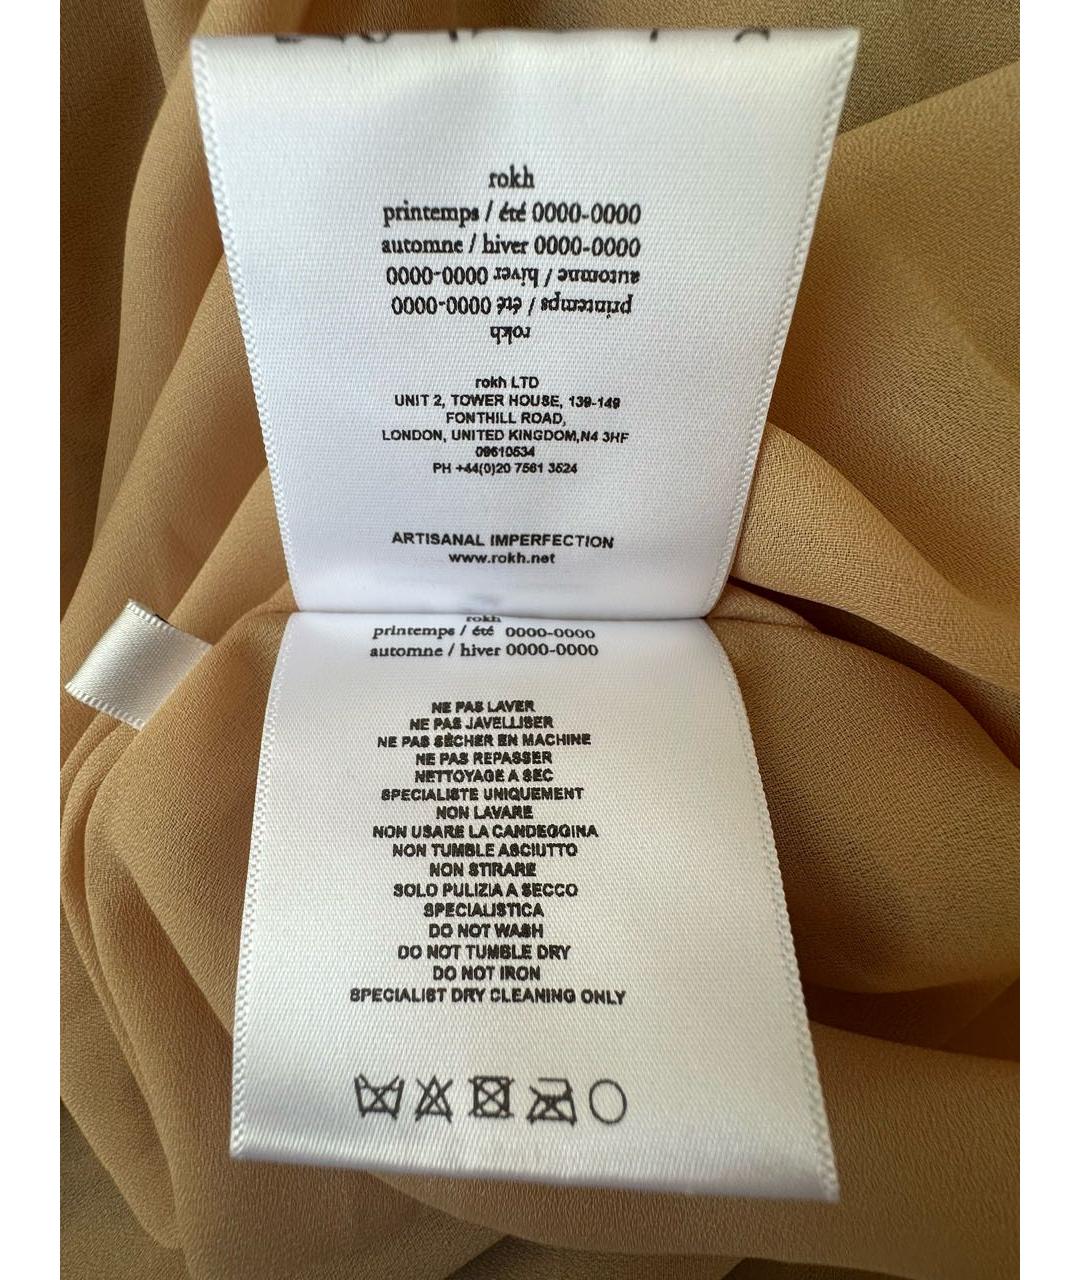 rokh
printemps / été 0000-0000
automne / hiver 0000-0000
automne / hiver 0000-0000
printemps / été 0000-0000
rokh
rokh LTD
UNIT 2, TOWER HOUSE, 139-149
FONTHILL ROAD,
LONDON, UNITED KINGDOM,N4 3HF
09610534
PH +44(0)20 7561 3524
ARTISANAL IMPERFECTION
www.rokh.net
rokh
printemps / été 0000-0000
automne / hiver 0000-0000
NE PAS LAVER
NE PAS JAVELLISER
NE PAS SÈCHER EN MACHINE
NE PAS REPASSER
NETTOYAGE A SEC
SPECIALISTE UNIQUEMENT
NON LAVARE
NON USARE LA CANDEGGINA
NON TUMBLE ASCIUTTO
NON STIRARE
SOLO PULIZIA A SECCO
SPECIALISTICA
DO NOT WASH
DO NOT TUMBLE DRY
DO NOT IRON
SPECIALIST DRY CLEANING ONLY